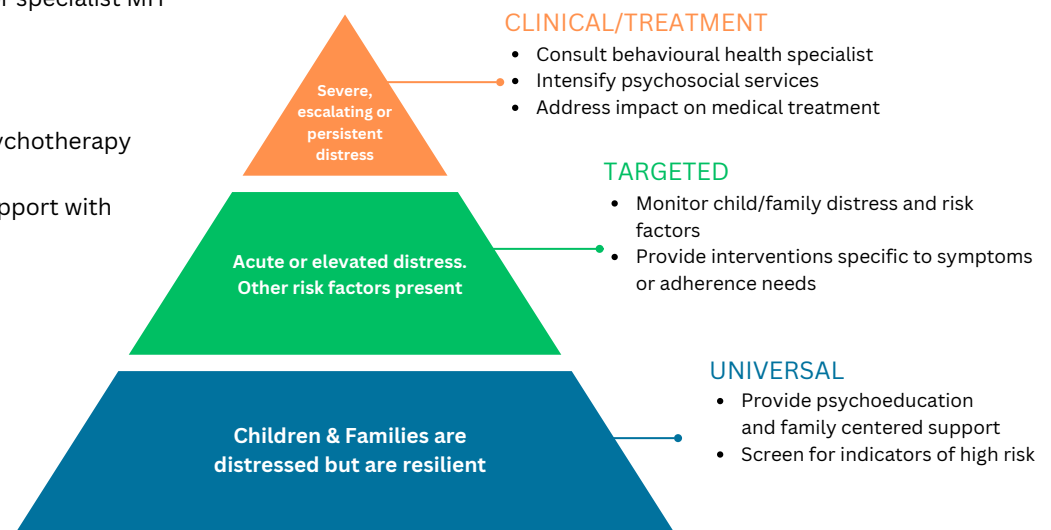 r specialist MH
CLINICAL/TREATMENT
• Consult behavioural health specialist
• Intensify psychosocial services
• Address impact on medical treatment
Severe,
escalating or
persistent
distress
ychotherapy
pport with
TARGETED
• Monitor child/family distress and risk
factors
• Provide interventions specific to symptoms
or adherence needs
Acute or elevated distress.
Other risk factors present
UNIVERSAL
• Provide psychoeducation
and family centered support
• Screen for indicators of high risk
Children & Families are
distressed but are resilient